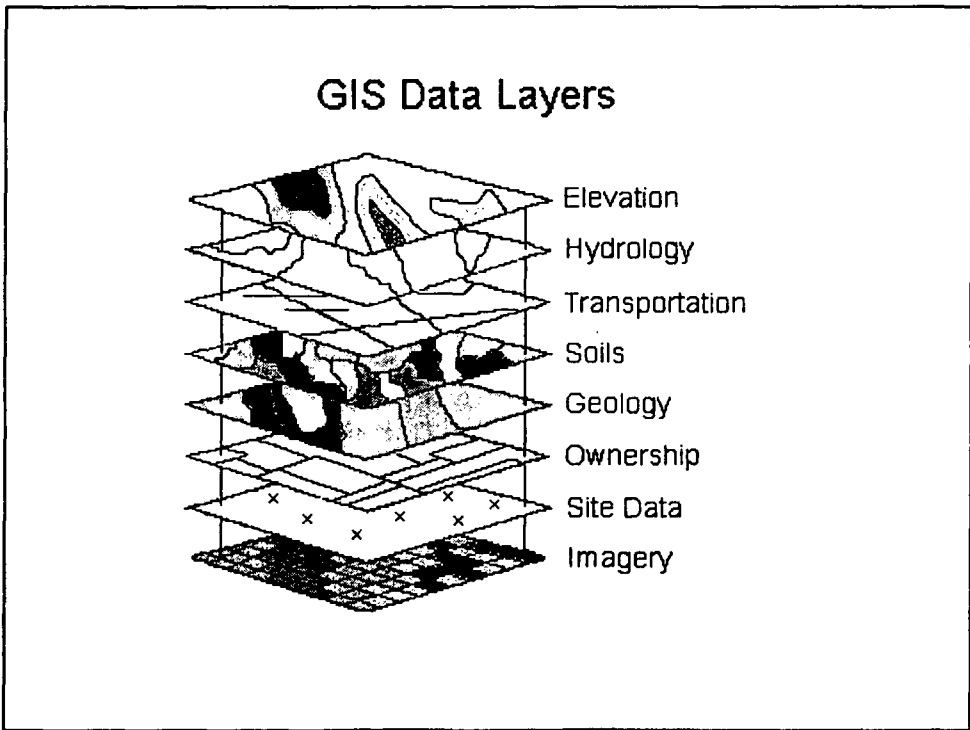 GIS Data Layers
Elevation
Hydrology
Transportation
Soils
Geology
Ownership
Site Data
Imagery